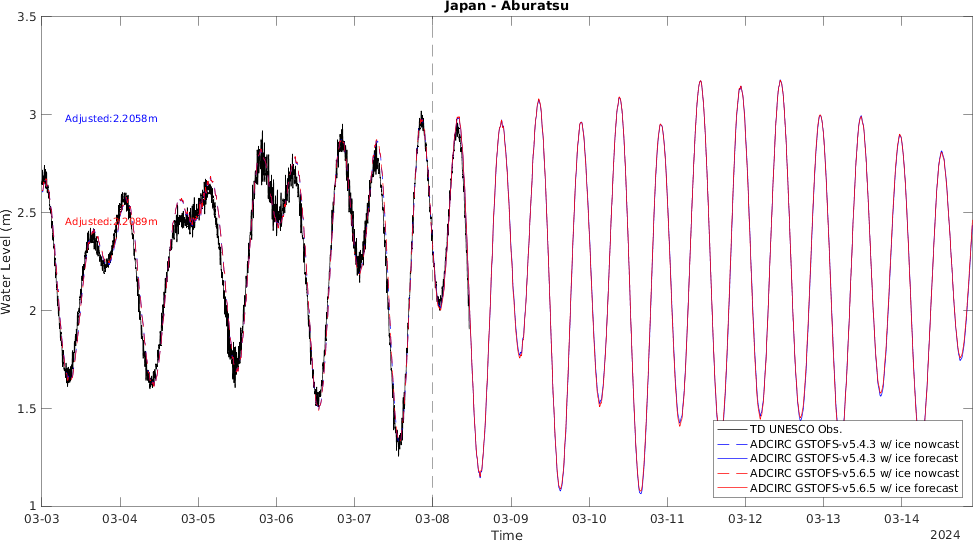 Japan - Aburatsu
3.5
3
2.5
2
1.5
1
Water Level (m)
Adjusted:2.2058m
Adjusted:2.2089m
TD UNESCO Obs.
ADCIRC GSTOFS-v5.4.3 w/ ice nowcast
ADCIRC GSTOFS-v5.4.3 w/ ice forecast
ADCIRC GSTOFS-v5.6.5 w/ ice nowcast
ADCIRC GSTOFS-v5.6.5 w/ ice forecast
03-03 03-04 03-05 03-06 03-07 03-08 03-09 03-10 03-11 03-12 03-13 03-14
Time
2024